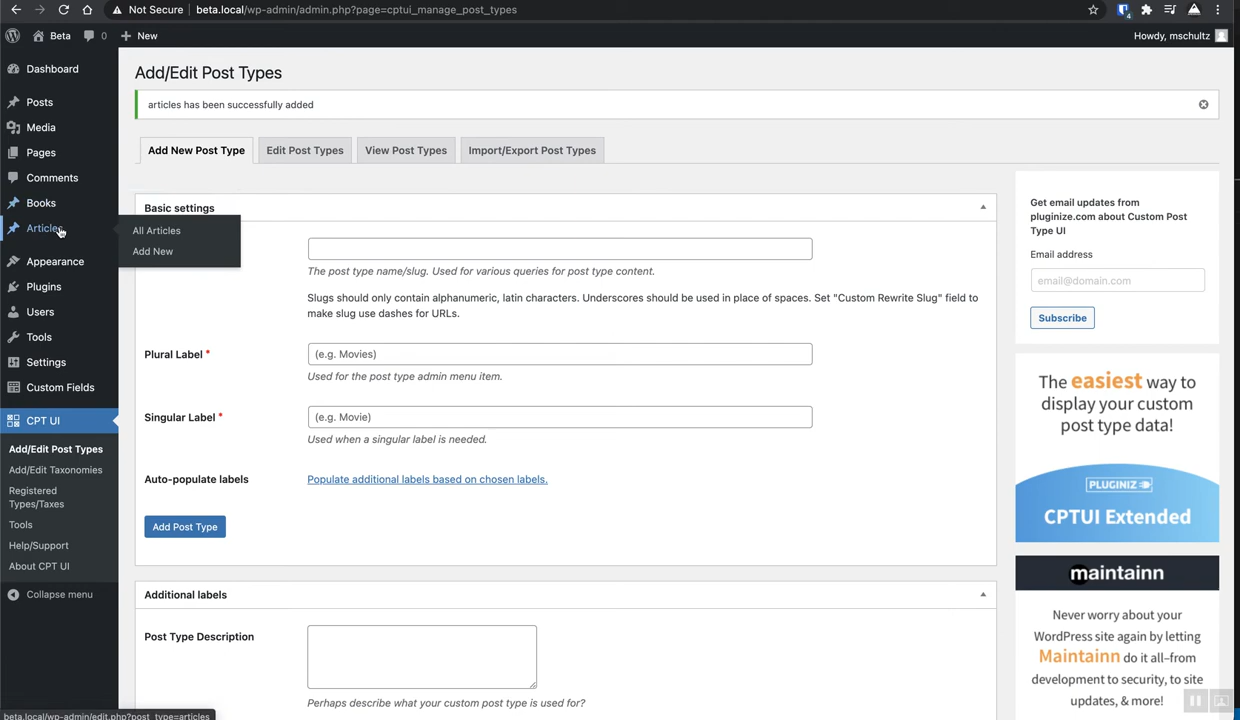 Not Secure | beta.local/wp-admin/admin.php?page=cptui_manage_post_types
4
Beta 0 New Howdy, mschultz
Dashboard
Posts
Media
Pages
Comments
Books
Articles
All Articles
Add New
Appearance
Plugins
Users
Tools
Settings
Custom Fields
CPT UI
Add/Edit Post Types
Add/Edit Taxonomies
Registered
Types/Taxes
Tools
Help/Support
About CPT UI
Collapse menu
beta.local/wp-admin/edit.php?post_type=articles
Add/Edit Post Types
articles has been successfully added
Add New Post Type Edit Post Types View Post Types Import/Export Post Types
Basic settings
The post type name/slug. Used for various queries for post type content.
Slugs should only contain alphanumeric, latin characters. Underscores should be used in place of spaces. Set "Custom Rewrite Slug" field to
make slug use dashes for URLs.
Plural Label * (e.g. Movies)
Used for the post type admin menu item.
Singular Label * (e.g. Movie)
Used when a singular label is needed.
Auto-populate labels Populate additional labels based on chosen labels.
Add Post Type
Additional labels
Post Type Description
Perhaps describe what your custom post type is used for?
Get email updates from
pluginize.com about Custom Post
Type UI
Email address
email@domain.com
Subscribe
The easiest way to
display your custom
post type data!
PLUGINIZ
CPTUI Extended
maintainn
Never worry about your
WordPress site again by letting
Maintainn do it all–from
development to security, to site
updates, & more!